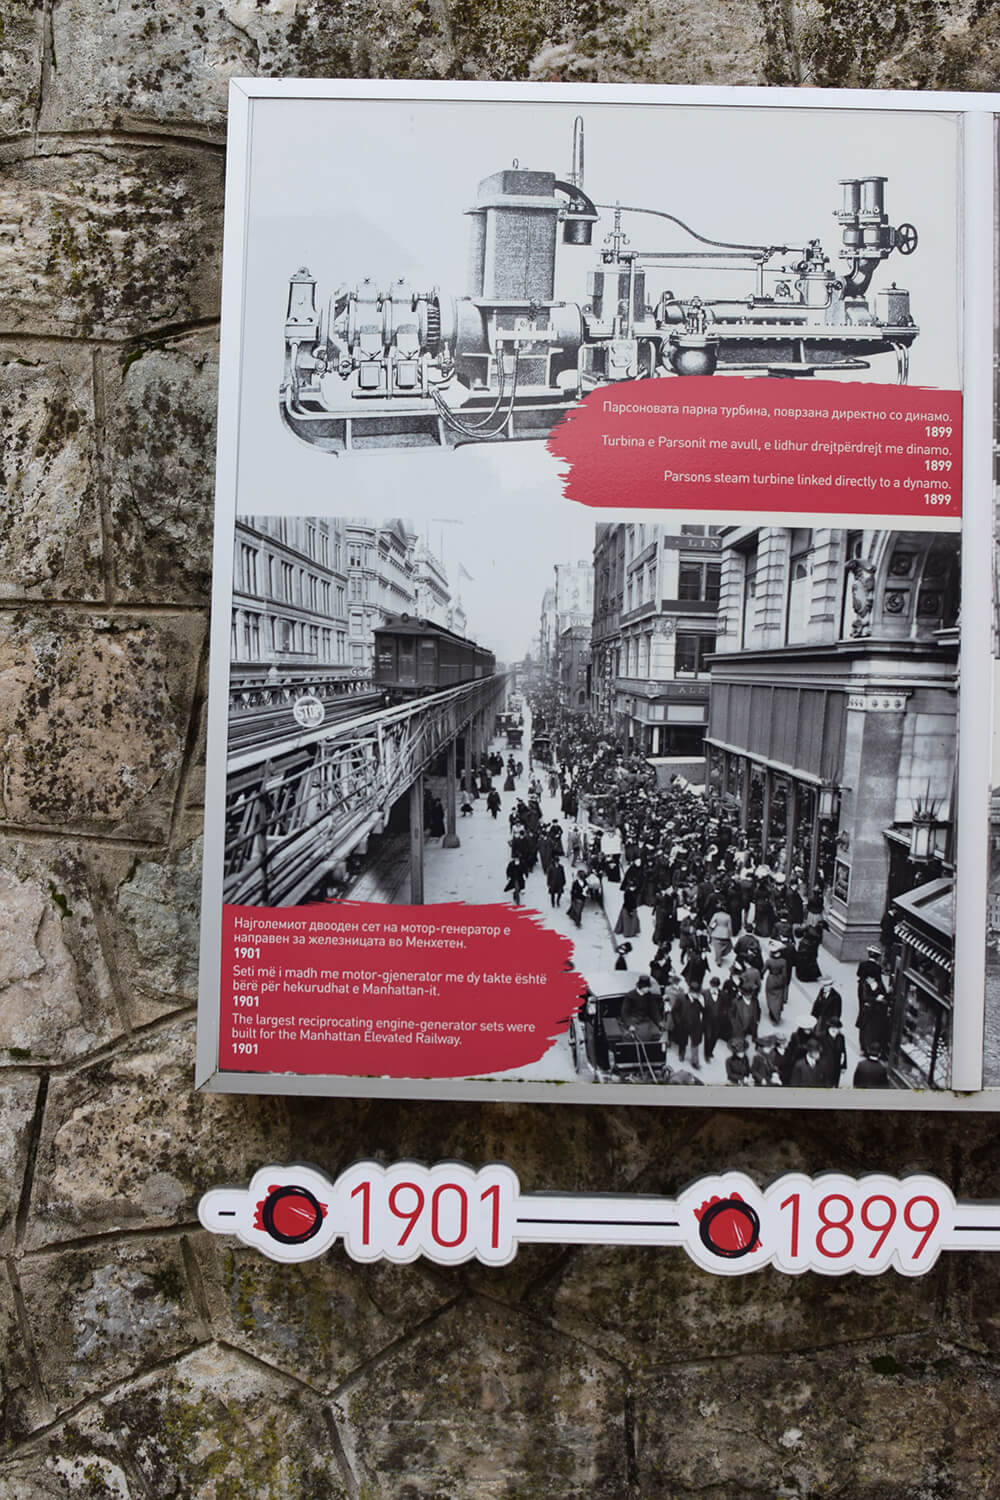 Парсоновата парна турбина, поврзана директно со динамо.
1899
Turbina e Parsonit me avull, e lidhur drejtpërdrejt me dinamo.
1899
Parsons steam turbine linked directly to a dynamo.
1899
LIN
STOP
ALE
Најголемиот двооден сет на мотор-генератор е
направен за железницата во Менхетен.
1901
Seti më i madh me motor-gjenerator me dy takte është
bërë për hekurudhat e Manhattan-it.
1901
The largest reciprocating engine-generator sets were
built for the Manhattan Elevated Railway.
1901
1901
1899